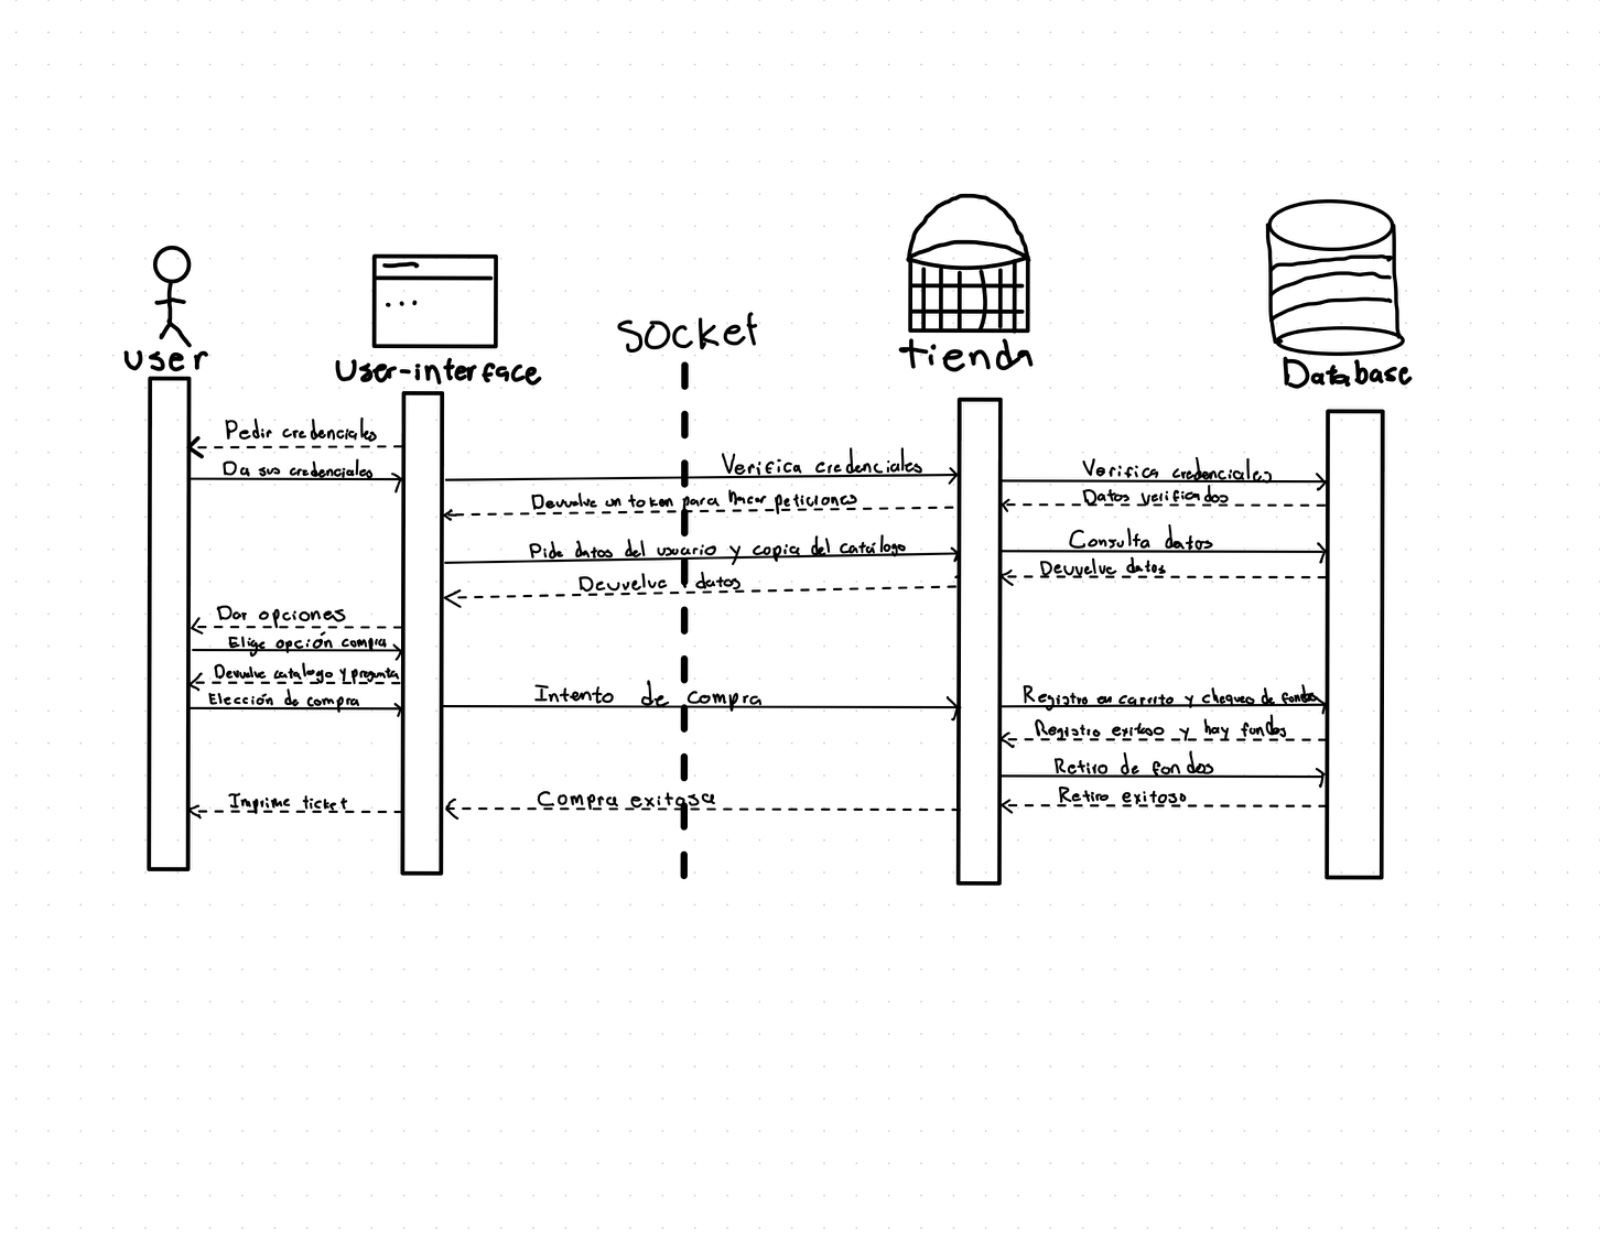 user
User-interface
Socket
tienda
Database
Pedir credenciales
Da sus credenciales
Verifica credenciales
Verifica credenciales
Datos verificados
Devuelve un token para hacer peticiones
Pide datos del usuario y copia del catálogo
Consulta datos
Devuelve datos
Devuelve datos
Dar opciones
Elige opción compra
Devuelve catalogo y pregunta
Elección de compra
Intento de compra
Registro en carrito y chequeo de fondos
Registro exitoso y hay fondos
Retiro de fondos
Retiro exitoso
Compra exitosa
Imprime ticket